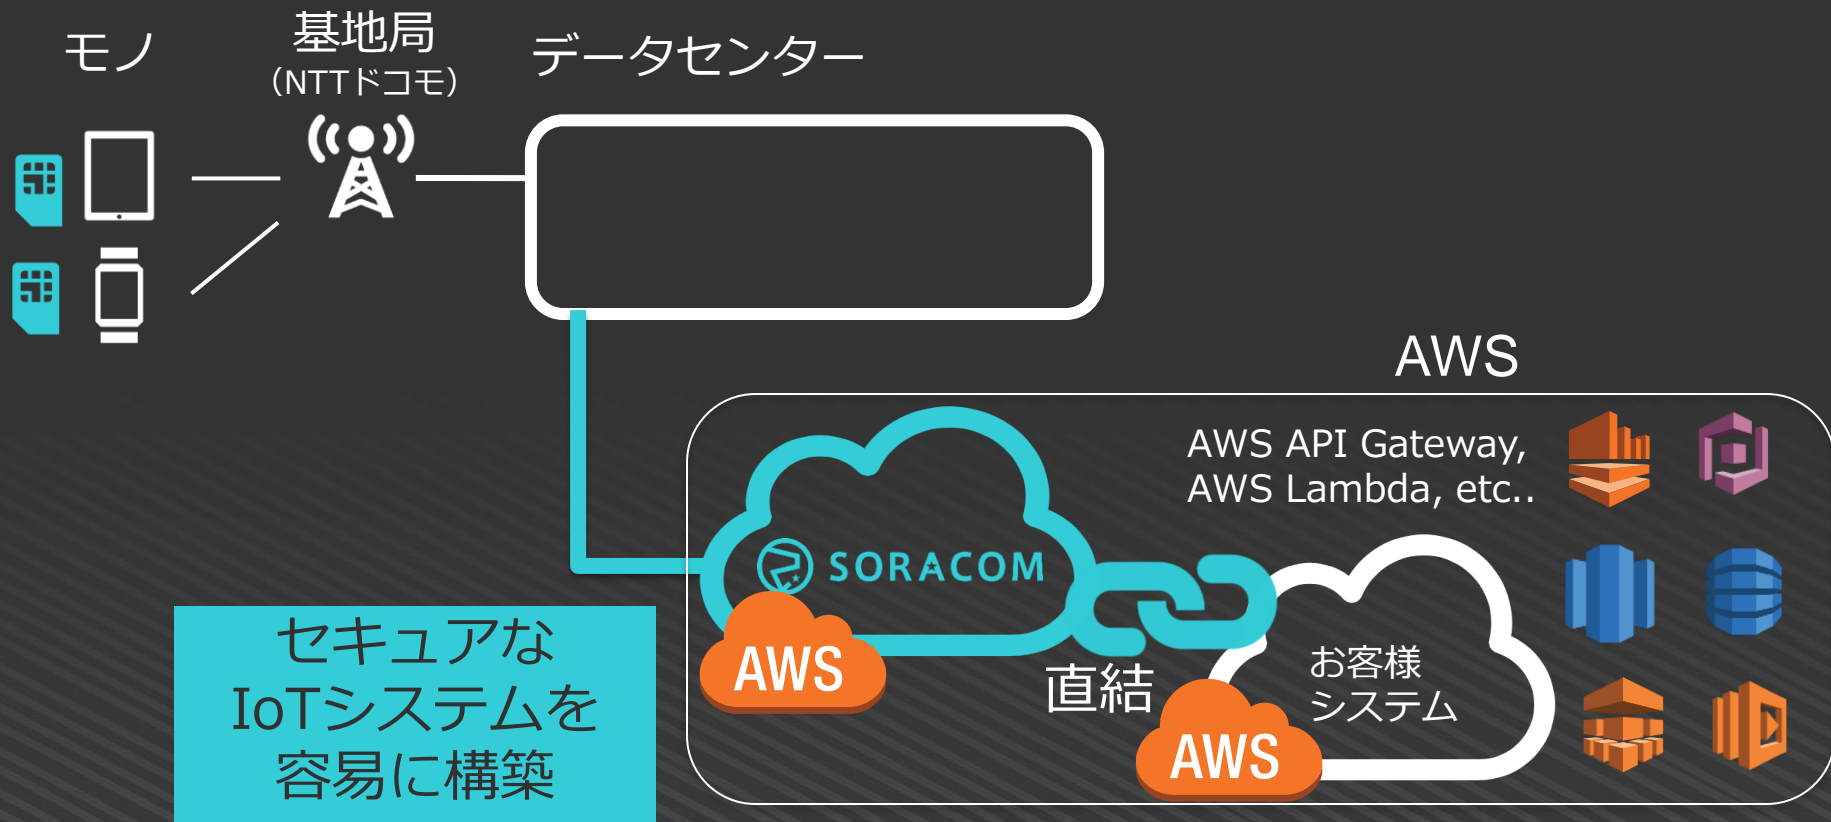 モノ
基地局
（NTTドコモ）
データセンター
AWS
AWS API Gateway,
AWS Lambda, etc..
SORACOM
AWS
直結
お客様
システム
AWS
セキュアな
IoTシステムを
容易に構築